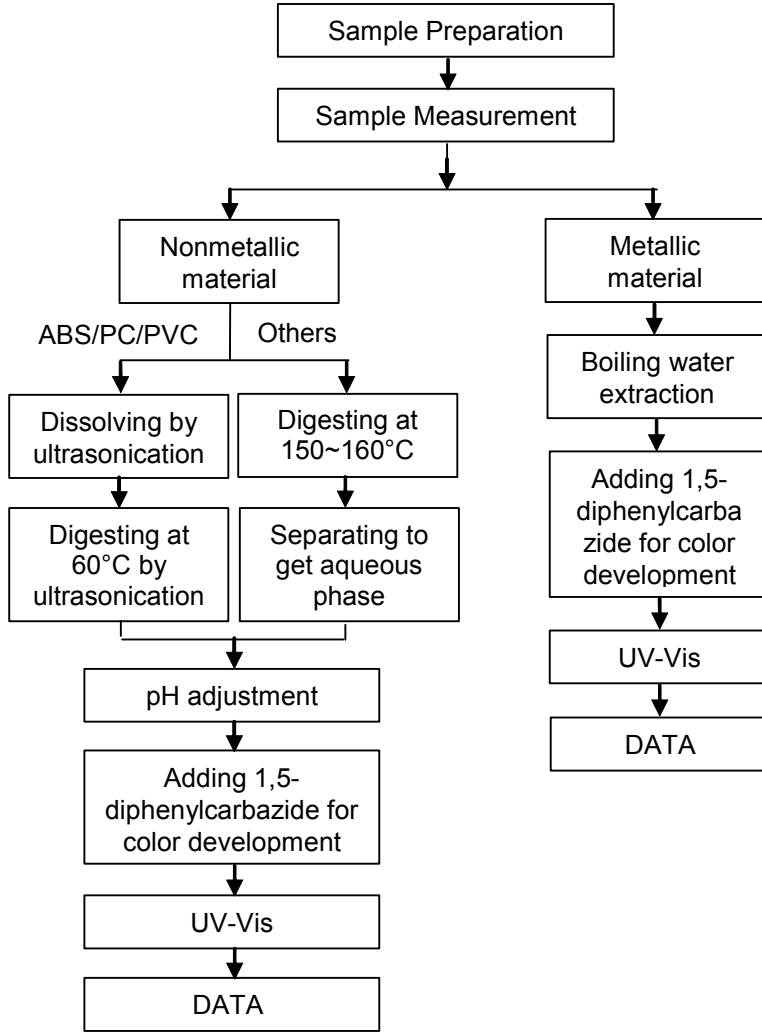 Sample Preparation
Sample Measurement
Nonmetallic
material
ABS/PC/PVC
Others
Dissolving by
ultrasonication
Digesting at
150~160°C
Digesting at
60°C by
ultrasonication
Separating to
get aqueous
phase
pH adjustment
Adding 1,5-
diphenylcarbazide for
color development
UV-Vis
DATA
Metallic
material
Boiling water
extraction
Adding 1,5-
diphenylcarba
zide for color
development
UV-Vis
DATA